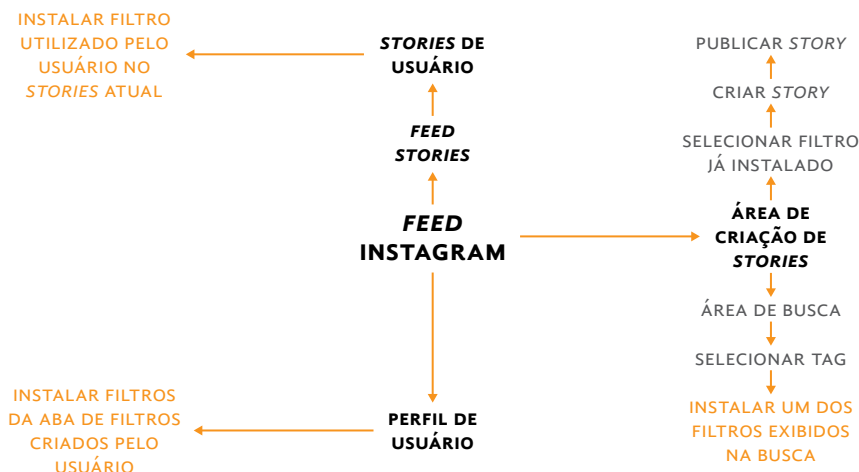 INSTALAR FILTRO
UTILIZADO PELO
USUÁRIO NO
STORIES ATUAL
STORIES DE
USUÁRIO
FEED
STORIES
FEED
INSTAGRAM
PERFIL DE
USUÁRIO
INSTALAR FILTROS
DA ABA DE FILTROS
CRIADOS PELO
USUÁRIO
PUBLICAR STORY
CRIAR STORY
SELECIONAR FILTRO
JÁ INSTALADO
ÁREA DE
CRIAÇÃO DE
STORIES
ÁREA DE BUSCA
SELECIONAR TAG
INSTALAR UM DOS
FILTROS EXIBIDOS
NA BUSCA